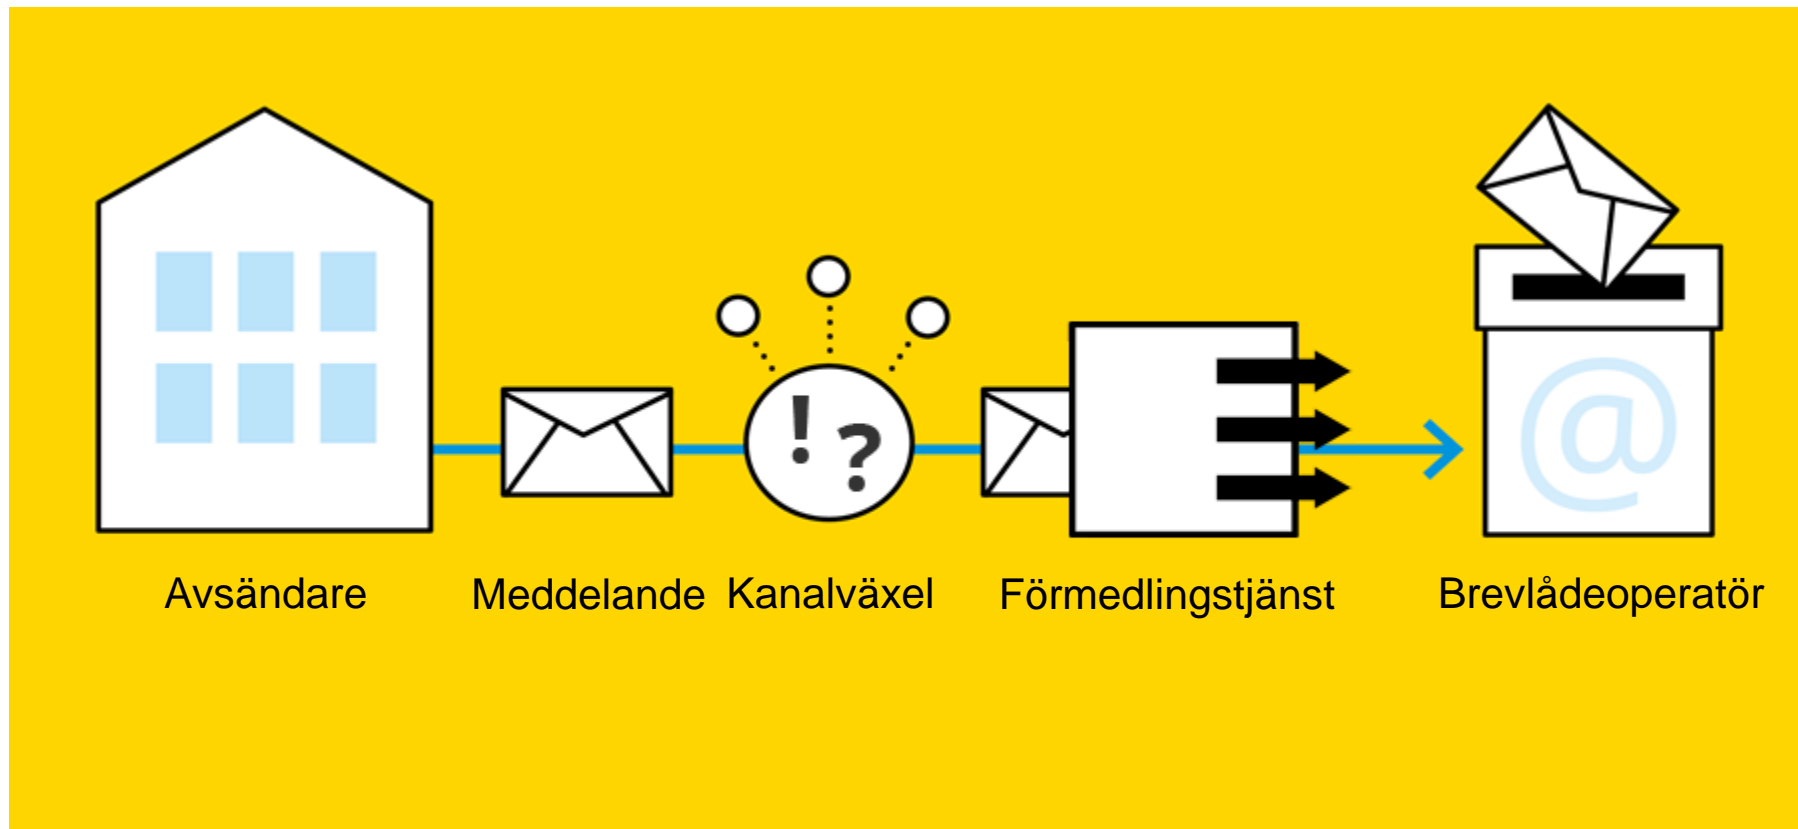 !
?
@
Avsändare
Meddelande
Kanalväxel
Förmedlingstjänst
Brevlådeoperatör